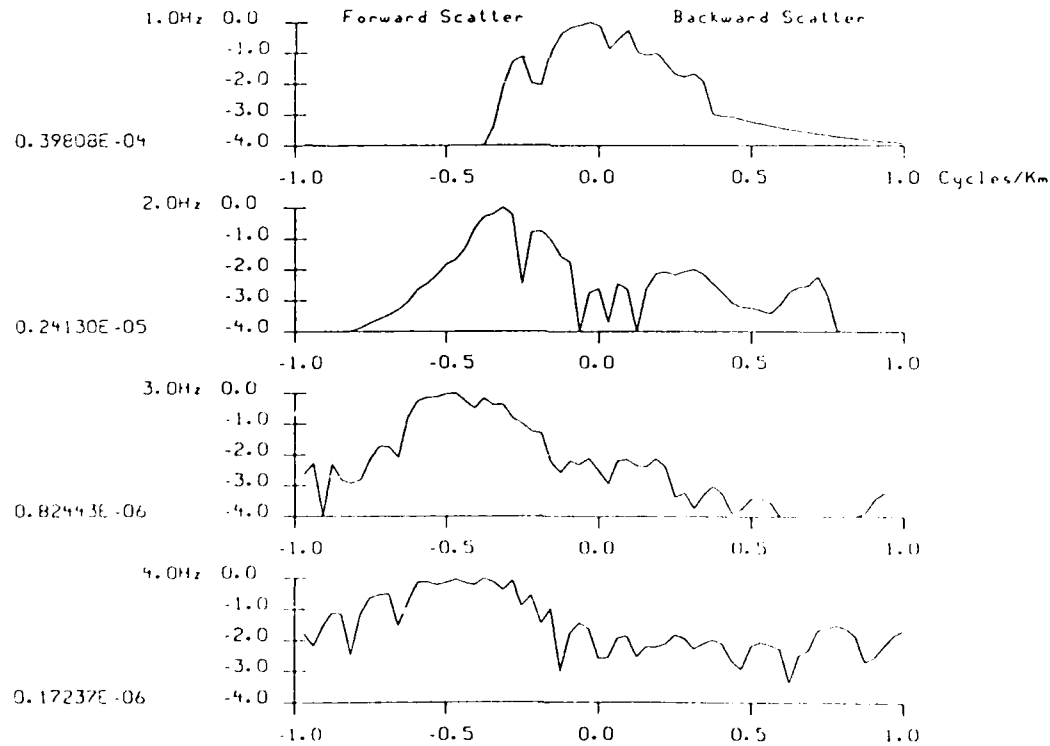 1.0Hz 0.0 Forward Scatter Backward Scatter
-1.0
-2.0
-3.0
0.39808E-04 -4.0
-1.0 -0.5 0.0 0.5 1.0 Cycles/Km
2.0Hz 0.0
-1.0
-2.0
-3.0
0.24130E-05 -4.0
-1.0 -0.5 0.0 0.5 1.0
3.0Hz 0.0
-1.0
-2.0
-3.0
0.82443E-06 -4.0
-1.0 -0.5 0.0 0.5 1.0
4.0Hz 0.0
-1.0
-2.0
-3.0
0.17237E-06 -4.0
-1.0 -0.5 0.0 0.5 1.0